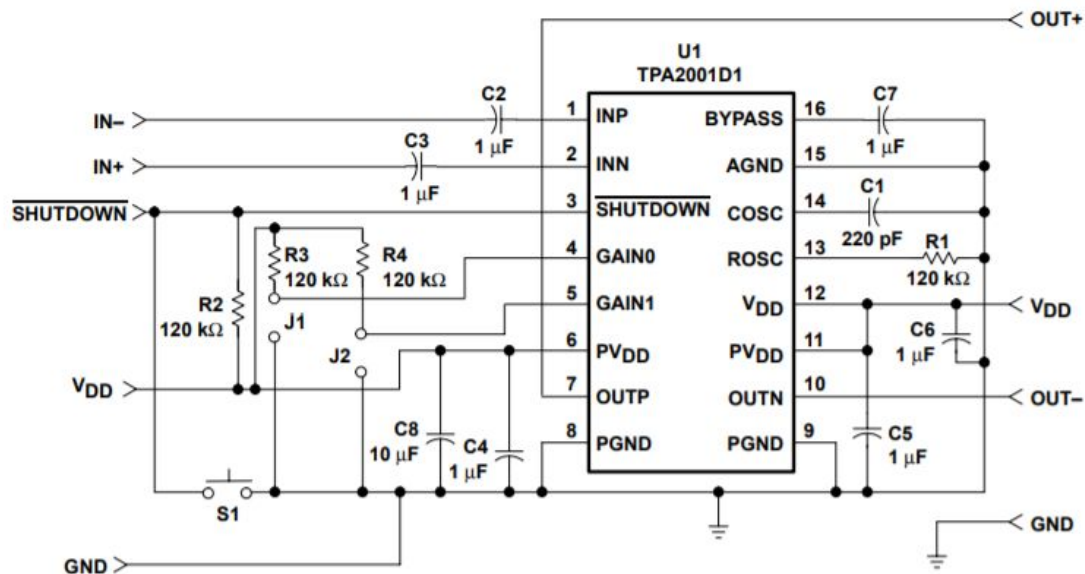 OUT+
U1
TPA2001D1
IN–
C2
1 μF
1
INP
BYPASS
16
C7
1 μF
IN+
C3
1 μF
2
INN
AGND
15
SHUTDOWN
3
SHUTDOWN
COSC
14
C1
220 pF
R3
120 kΩ
R4
120 kΩ
4
GAIN0
ROSC
13
R1
120 kΩ
R2
120 kΩ
J1
5
GAIN1
VDD
12
VDD
J2
6
PVDD
PVDD
11
C6
1 μF
VDD
7
OUTP
OUTN
10
OUT–
C8
10 μF
C4
1 μF
8
PGND
PGND
9
C5
1 μF
S1
GND
GND